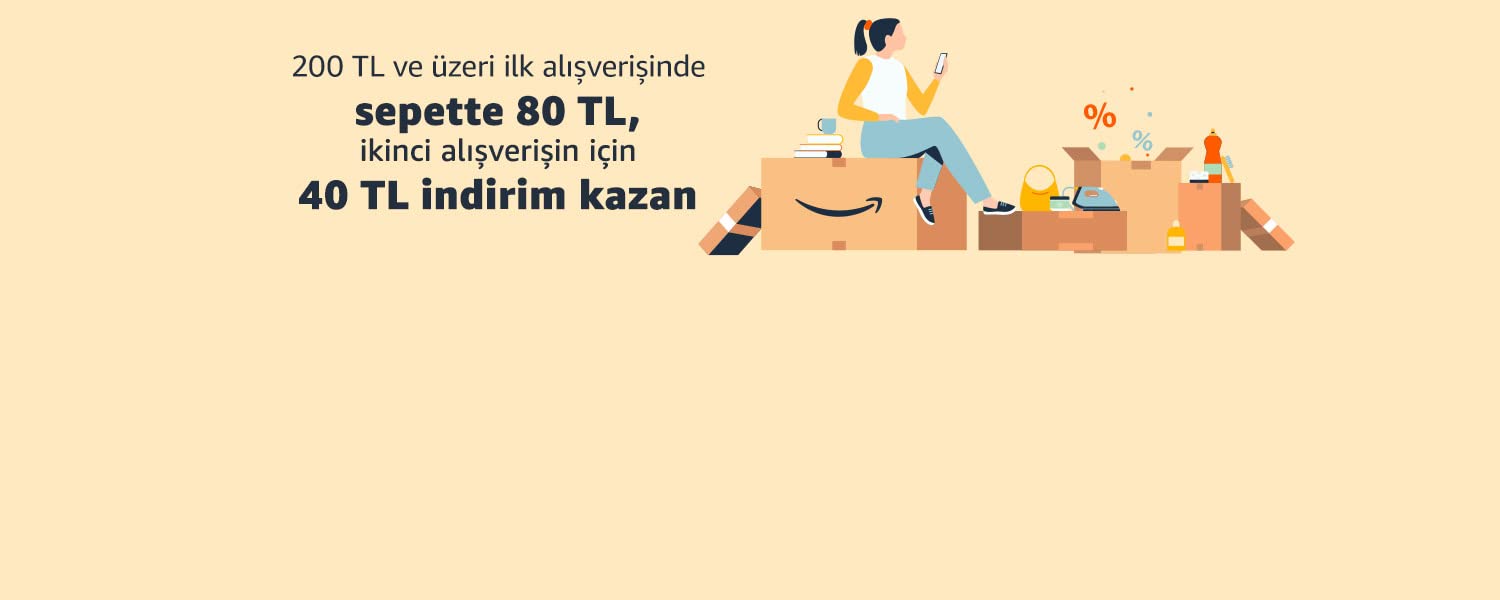 200 TL ve üzeri ilk alışverişinde
sepette 80 TL,
ikinci alışverişin için
40 TL indirim kazan
%
%